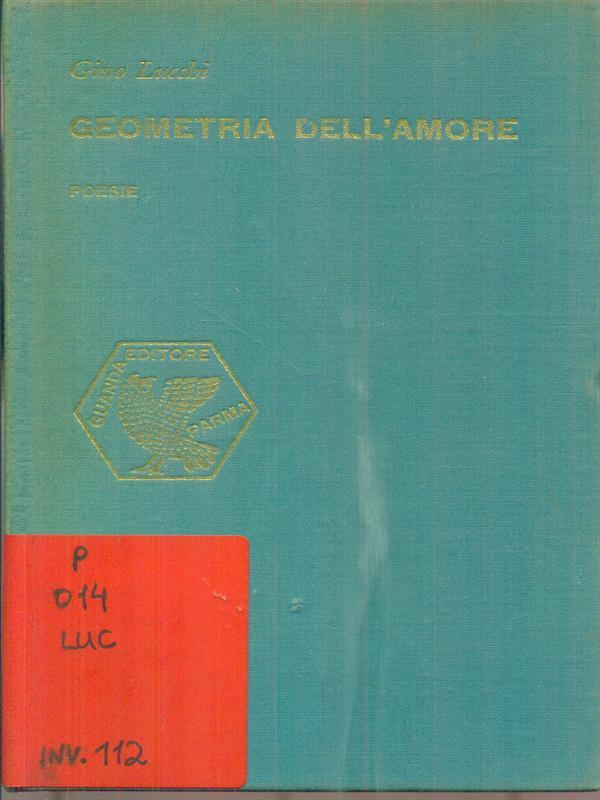 Gino Lucchi
GEOMETRIA DELL'AMORE
POESIE
GUANDA EDITORE PARMA
P
014
LUC
INV. 112